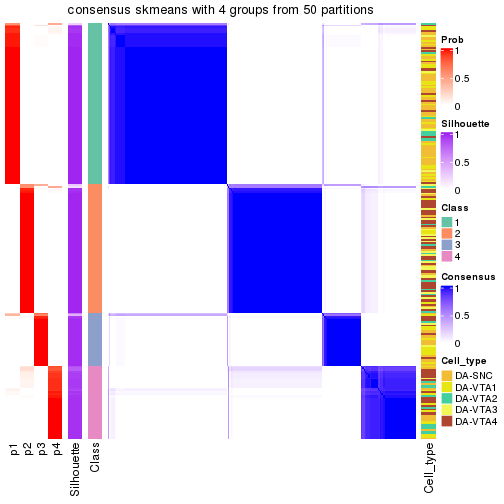 consensus skmeans with 4 groups from 50 partitions
Prob
1
0.5
0
Silhouette
1
0.5
0
Class
1
2
3
4
Consensus
1
0.5
0
Cell_type
DA-SNC
DA-VTA1
DA-VTA2
DA-VTA3
DA-VTA4
p1
p2
p3
p4
Silhouette
Class
Cell_type